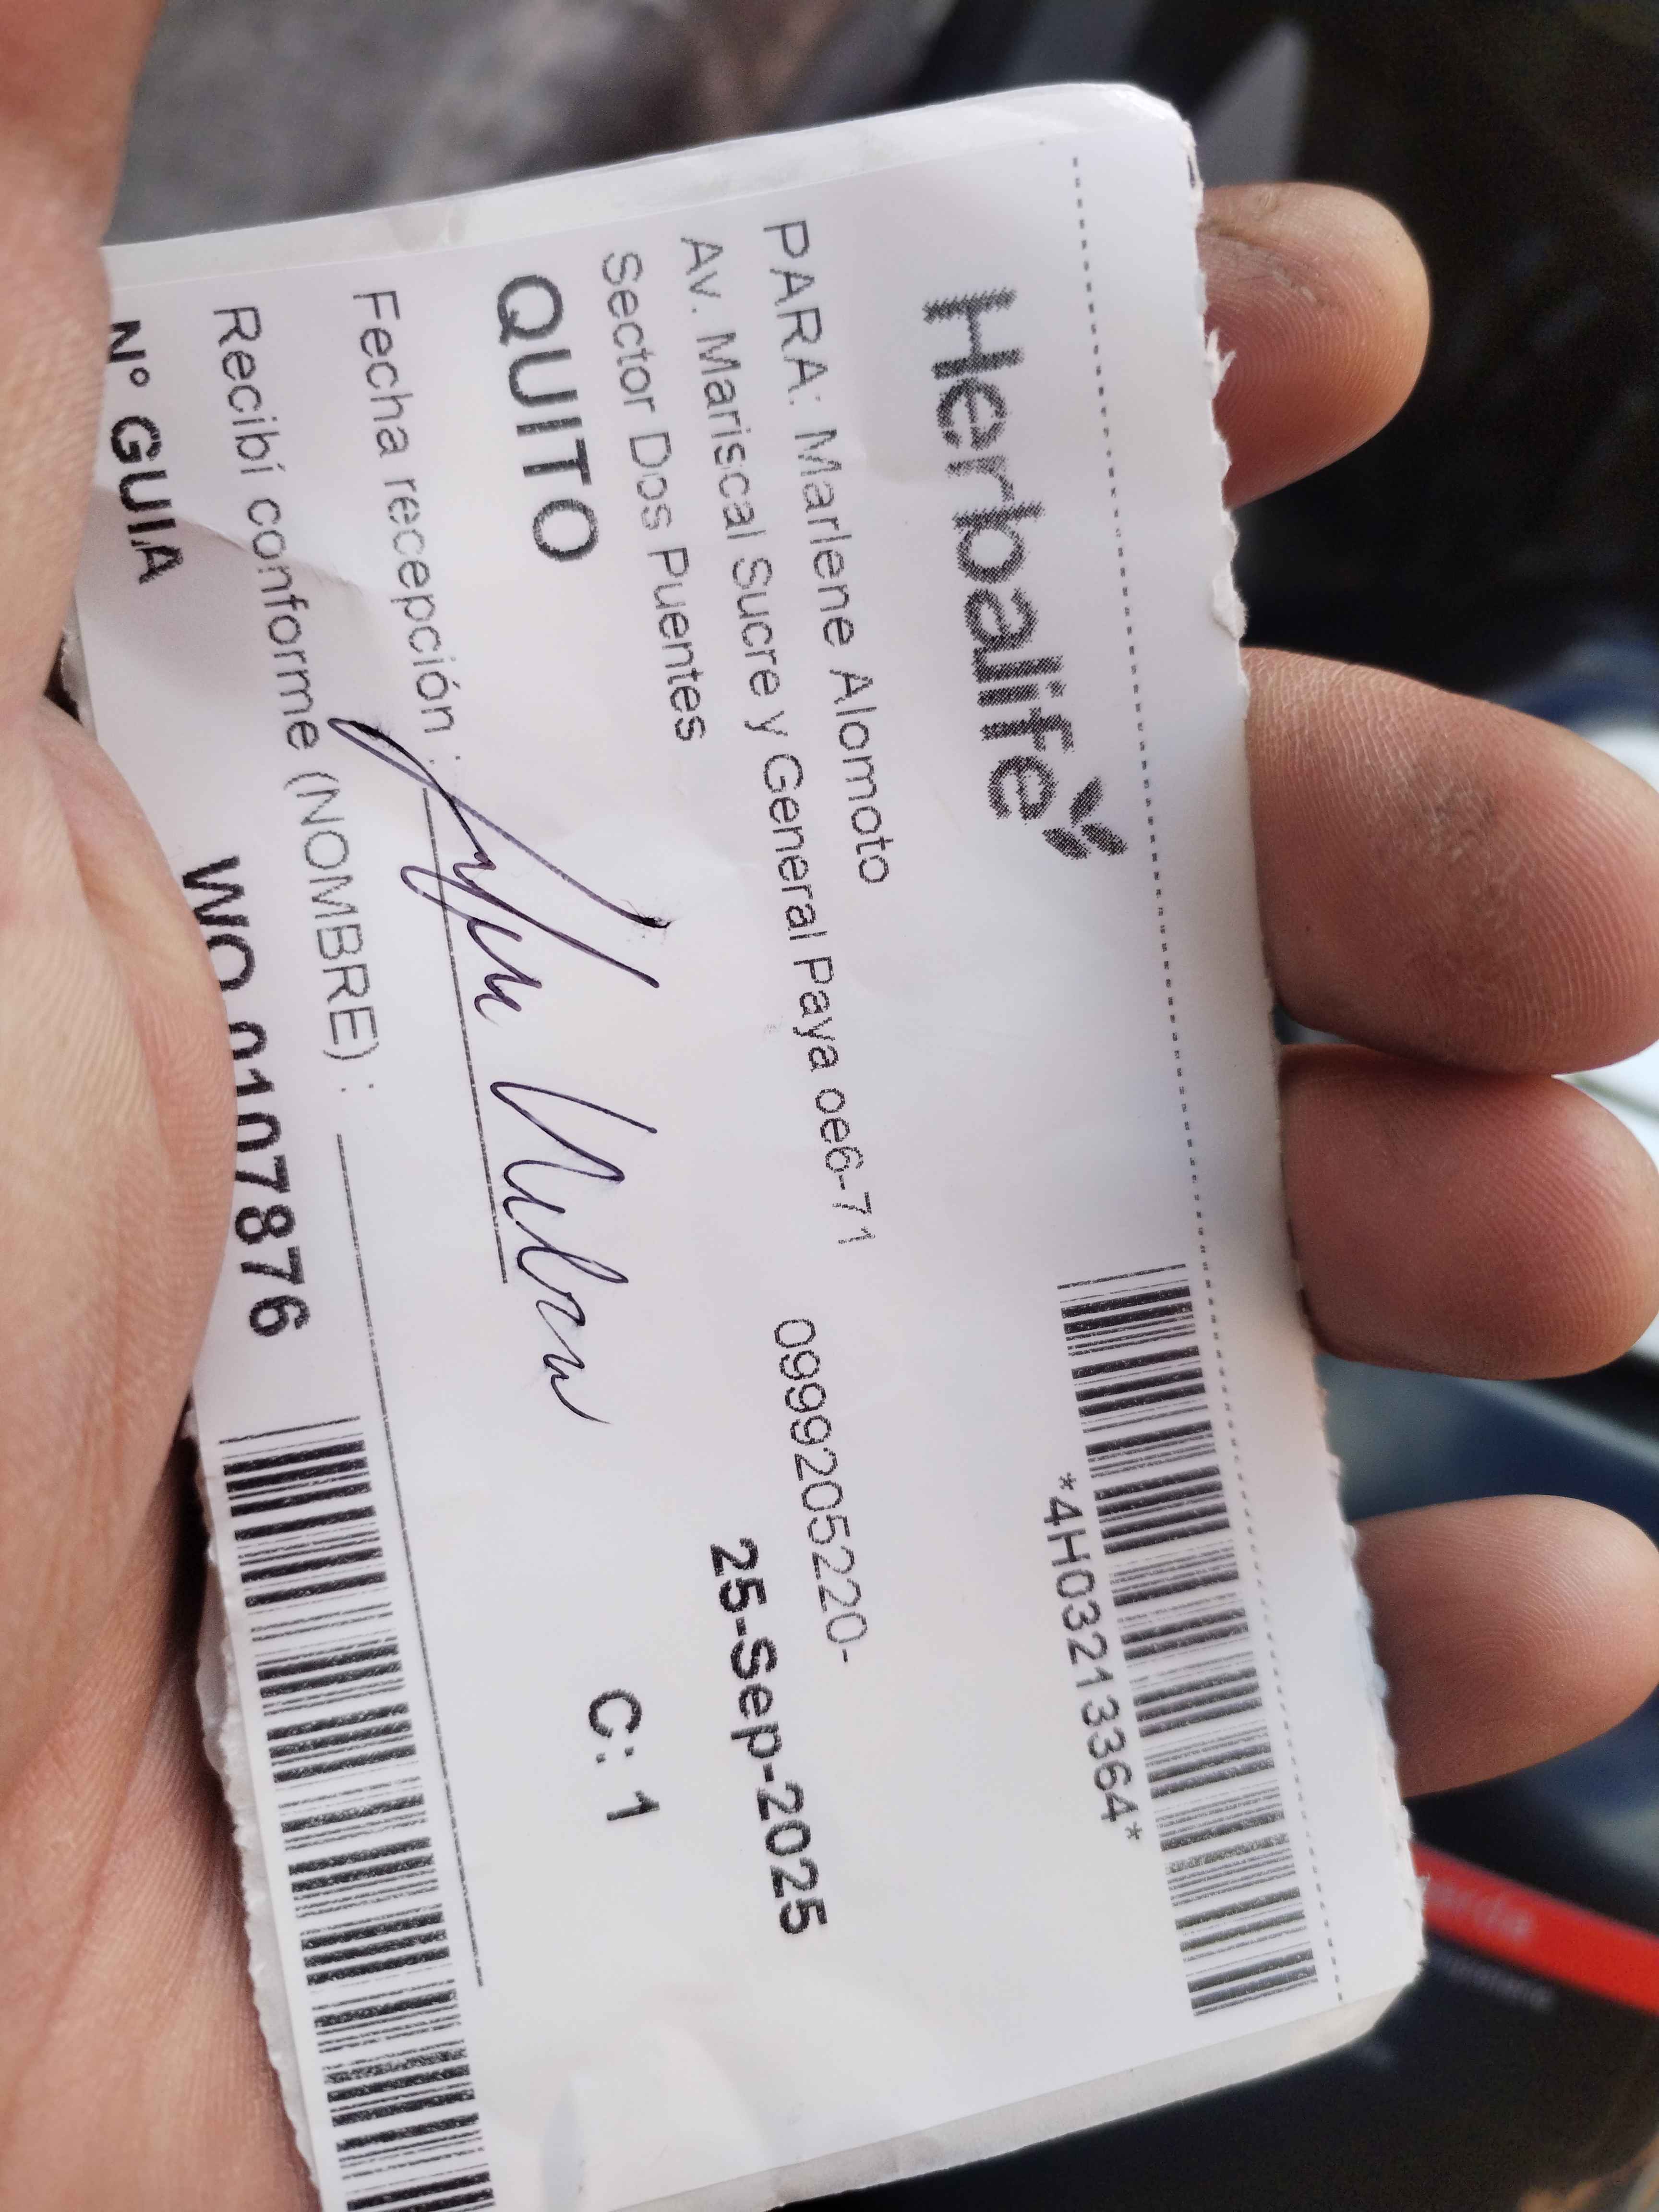 Herbalife
*4H03213364*
PARA: Marlene Alomoto
Av. Mariscal Sucre y General Paya oe6-71 0999205220-
Sector Dos Puentes 25-Sep-2025
QUITO C: 1
Fecha recepción :
Recibí conforme (NOMBRE) :
N° GUIA WO 0107876